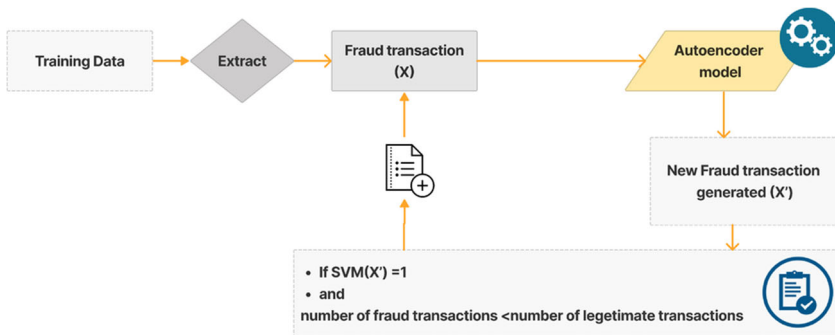 Training Data
Extract
Fraud transaction
(X)
Autoencoder
model
New Fraud transaction
generated (X')
• If SVM(X') =1
• and
number of fraud transactions <number of legetimate transactions